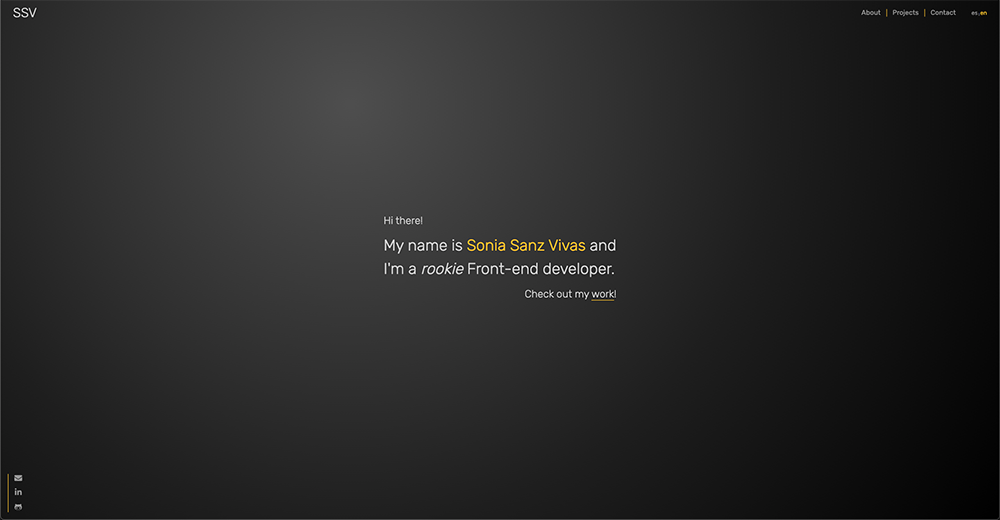 SSV
About | Projects | Contact es,en
Hi there!
My name is Sonia Sanz Vivas and
I'm a rookie Front-end developer.
Check out my work!
in